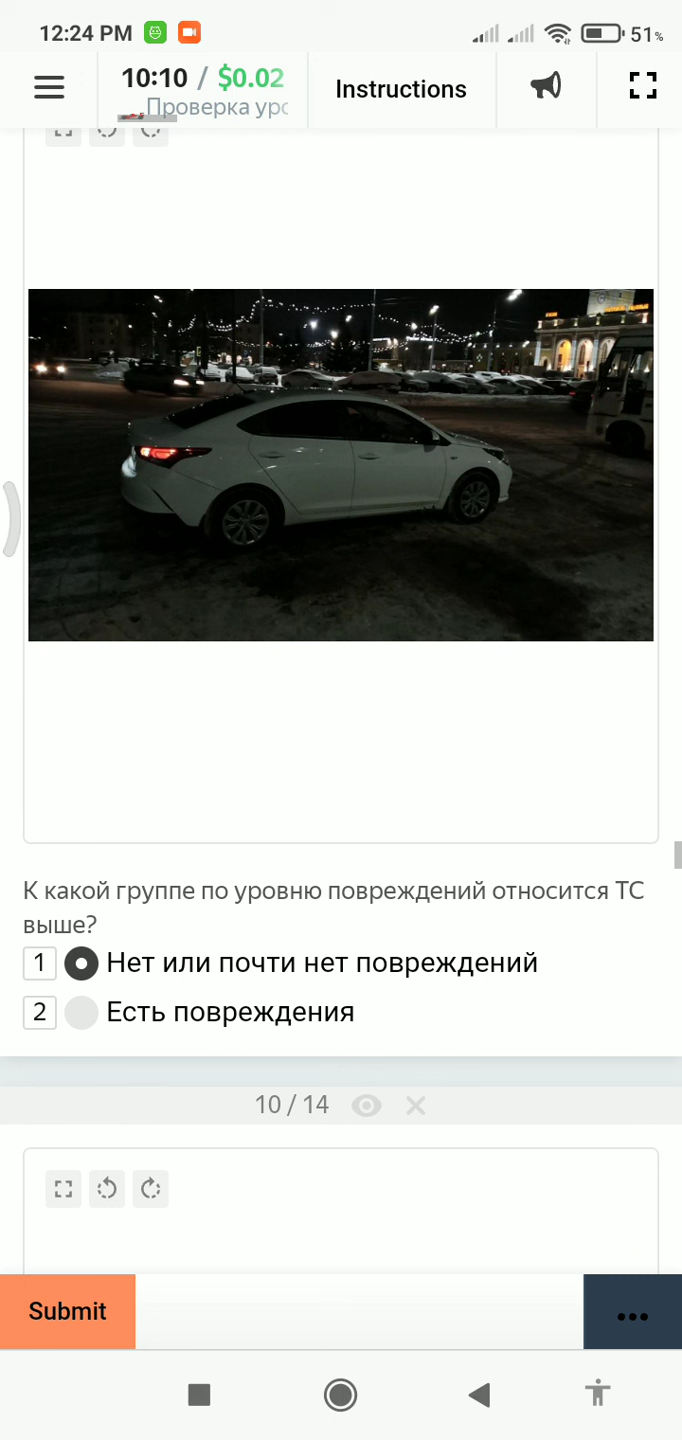 12:24 PM
51%
10:10 / $0.02
Instructions
Проверка уро
К какой группе по уровню повреждений относится ТС
выше?
1 Нет или почти нет повреждений
2 Есть повреждения
10 / 14
Submit